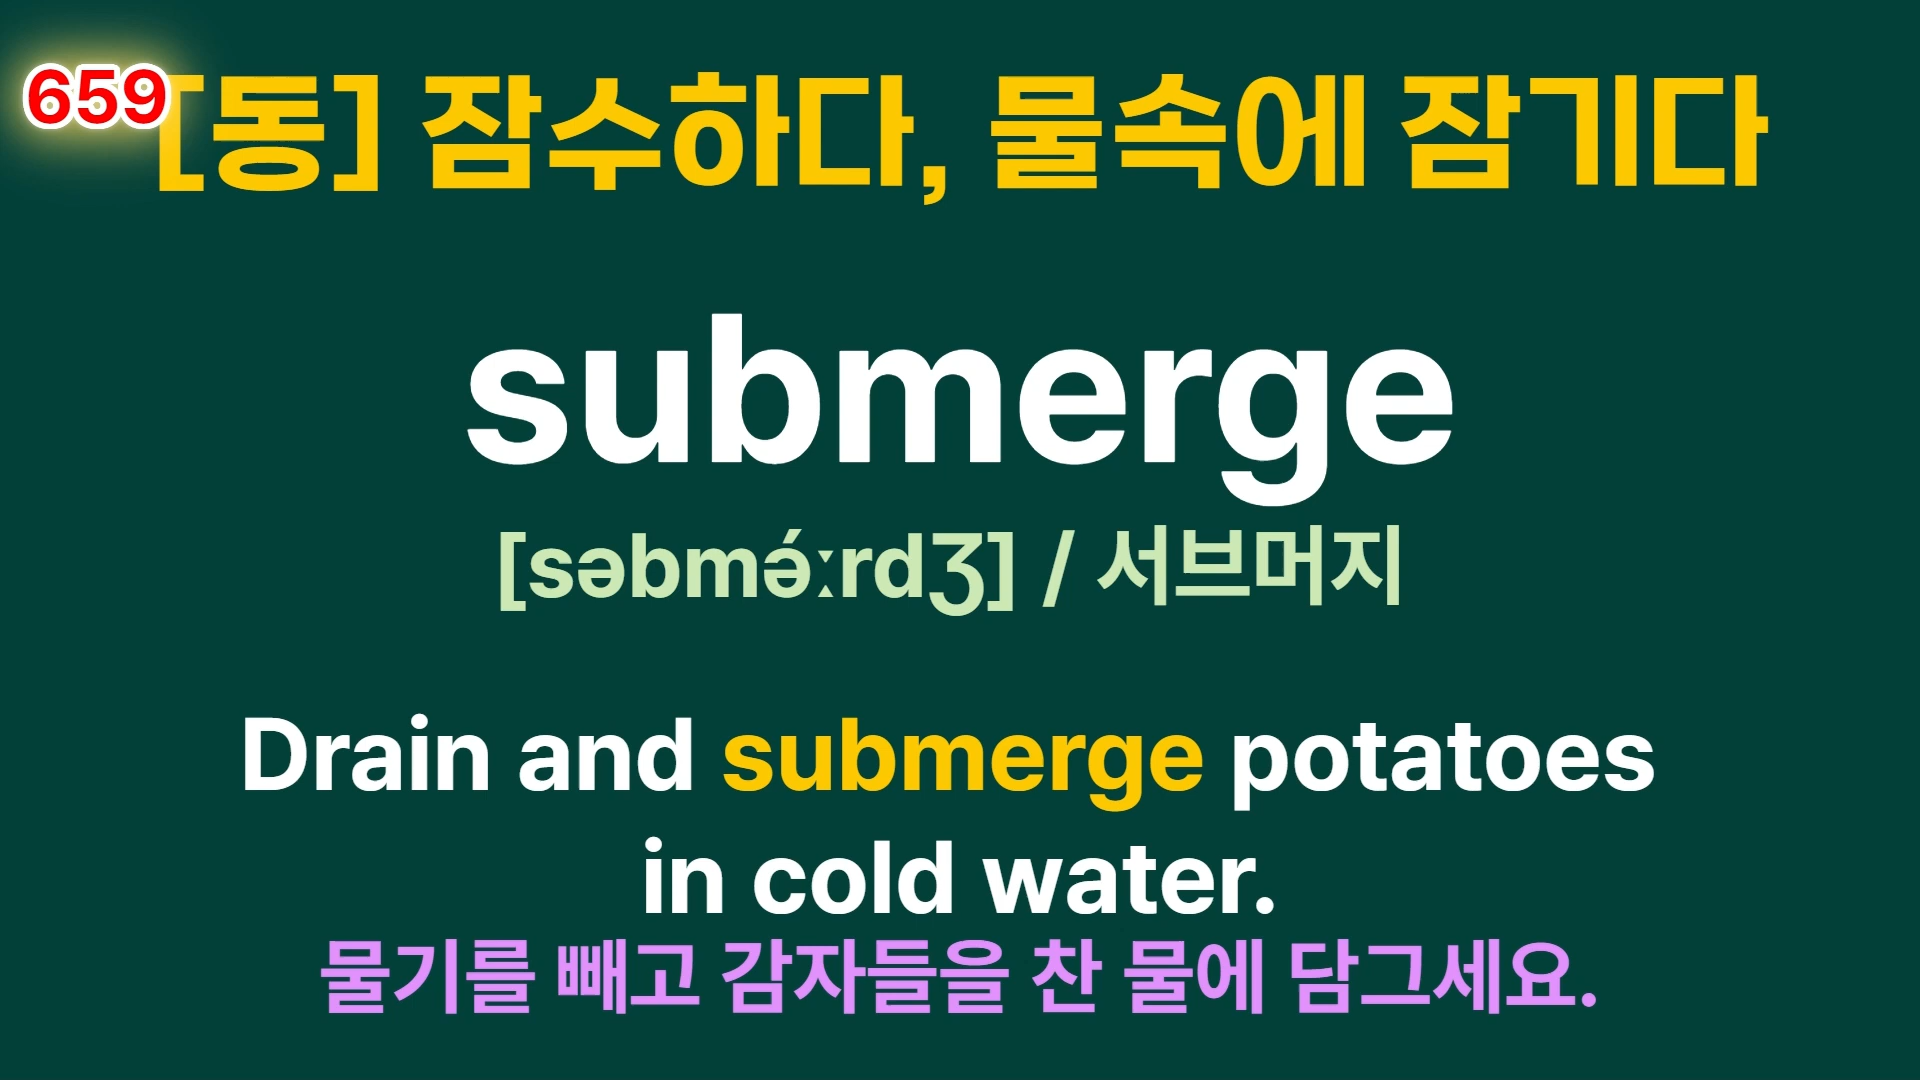 659
[동] 잠수하다, 물속에 잠기다
submerge
[səbmə́ːrdʒ] / 서브머지
Drain and submerge potatoes
in cold water.
물기를 빼고 감자들을 찬 물에 담그세요.